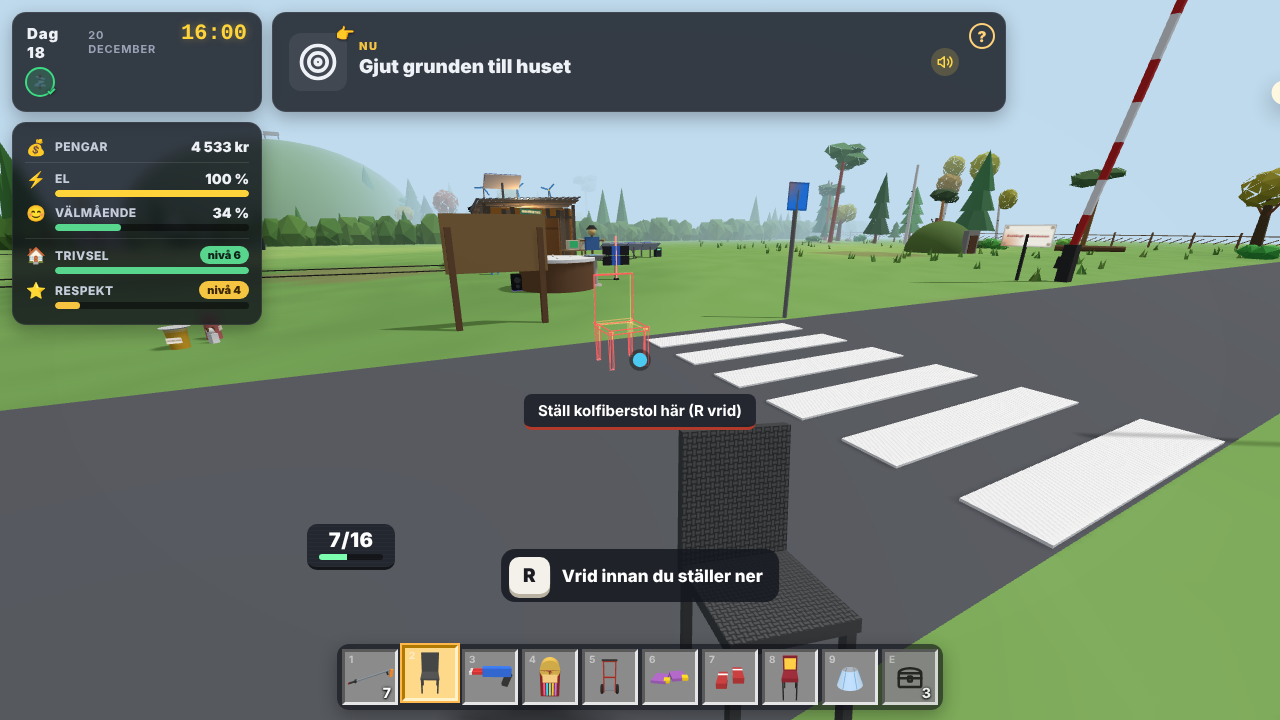 Dag
18
20
DECEMBER
16:00
NU
Gjut grunden till huset
?
PENGAR 4 533 kr
EL 100 %
VÄLMÅENDE 34 %
TRIVSEL nivå 6
RESPEKT nivå 4
Ställ kolfiberstol här (R vrid)
7/16
R Vrid innan du ställer ner
1 2 3 4 5 6 7 8 9 E
7 3